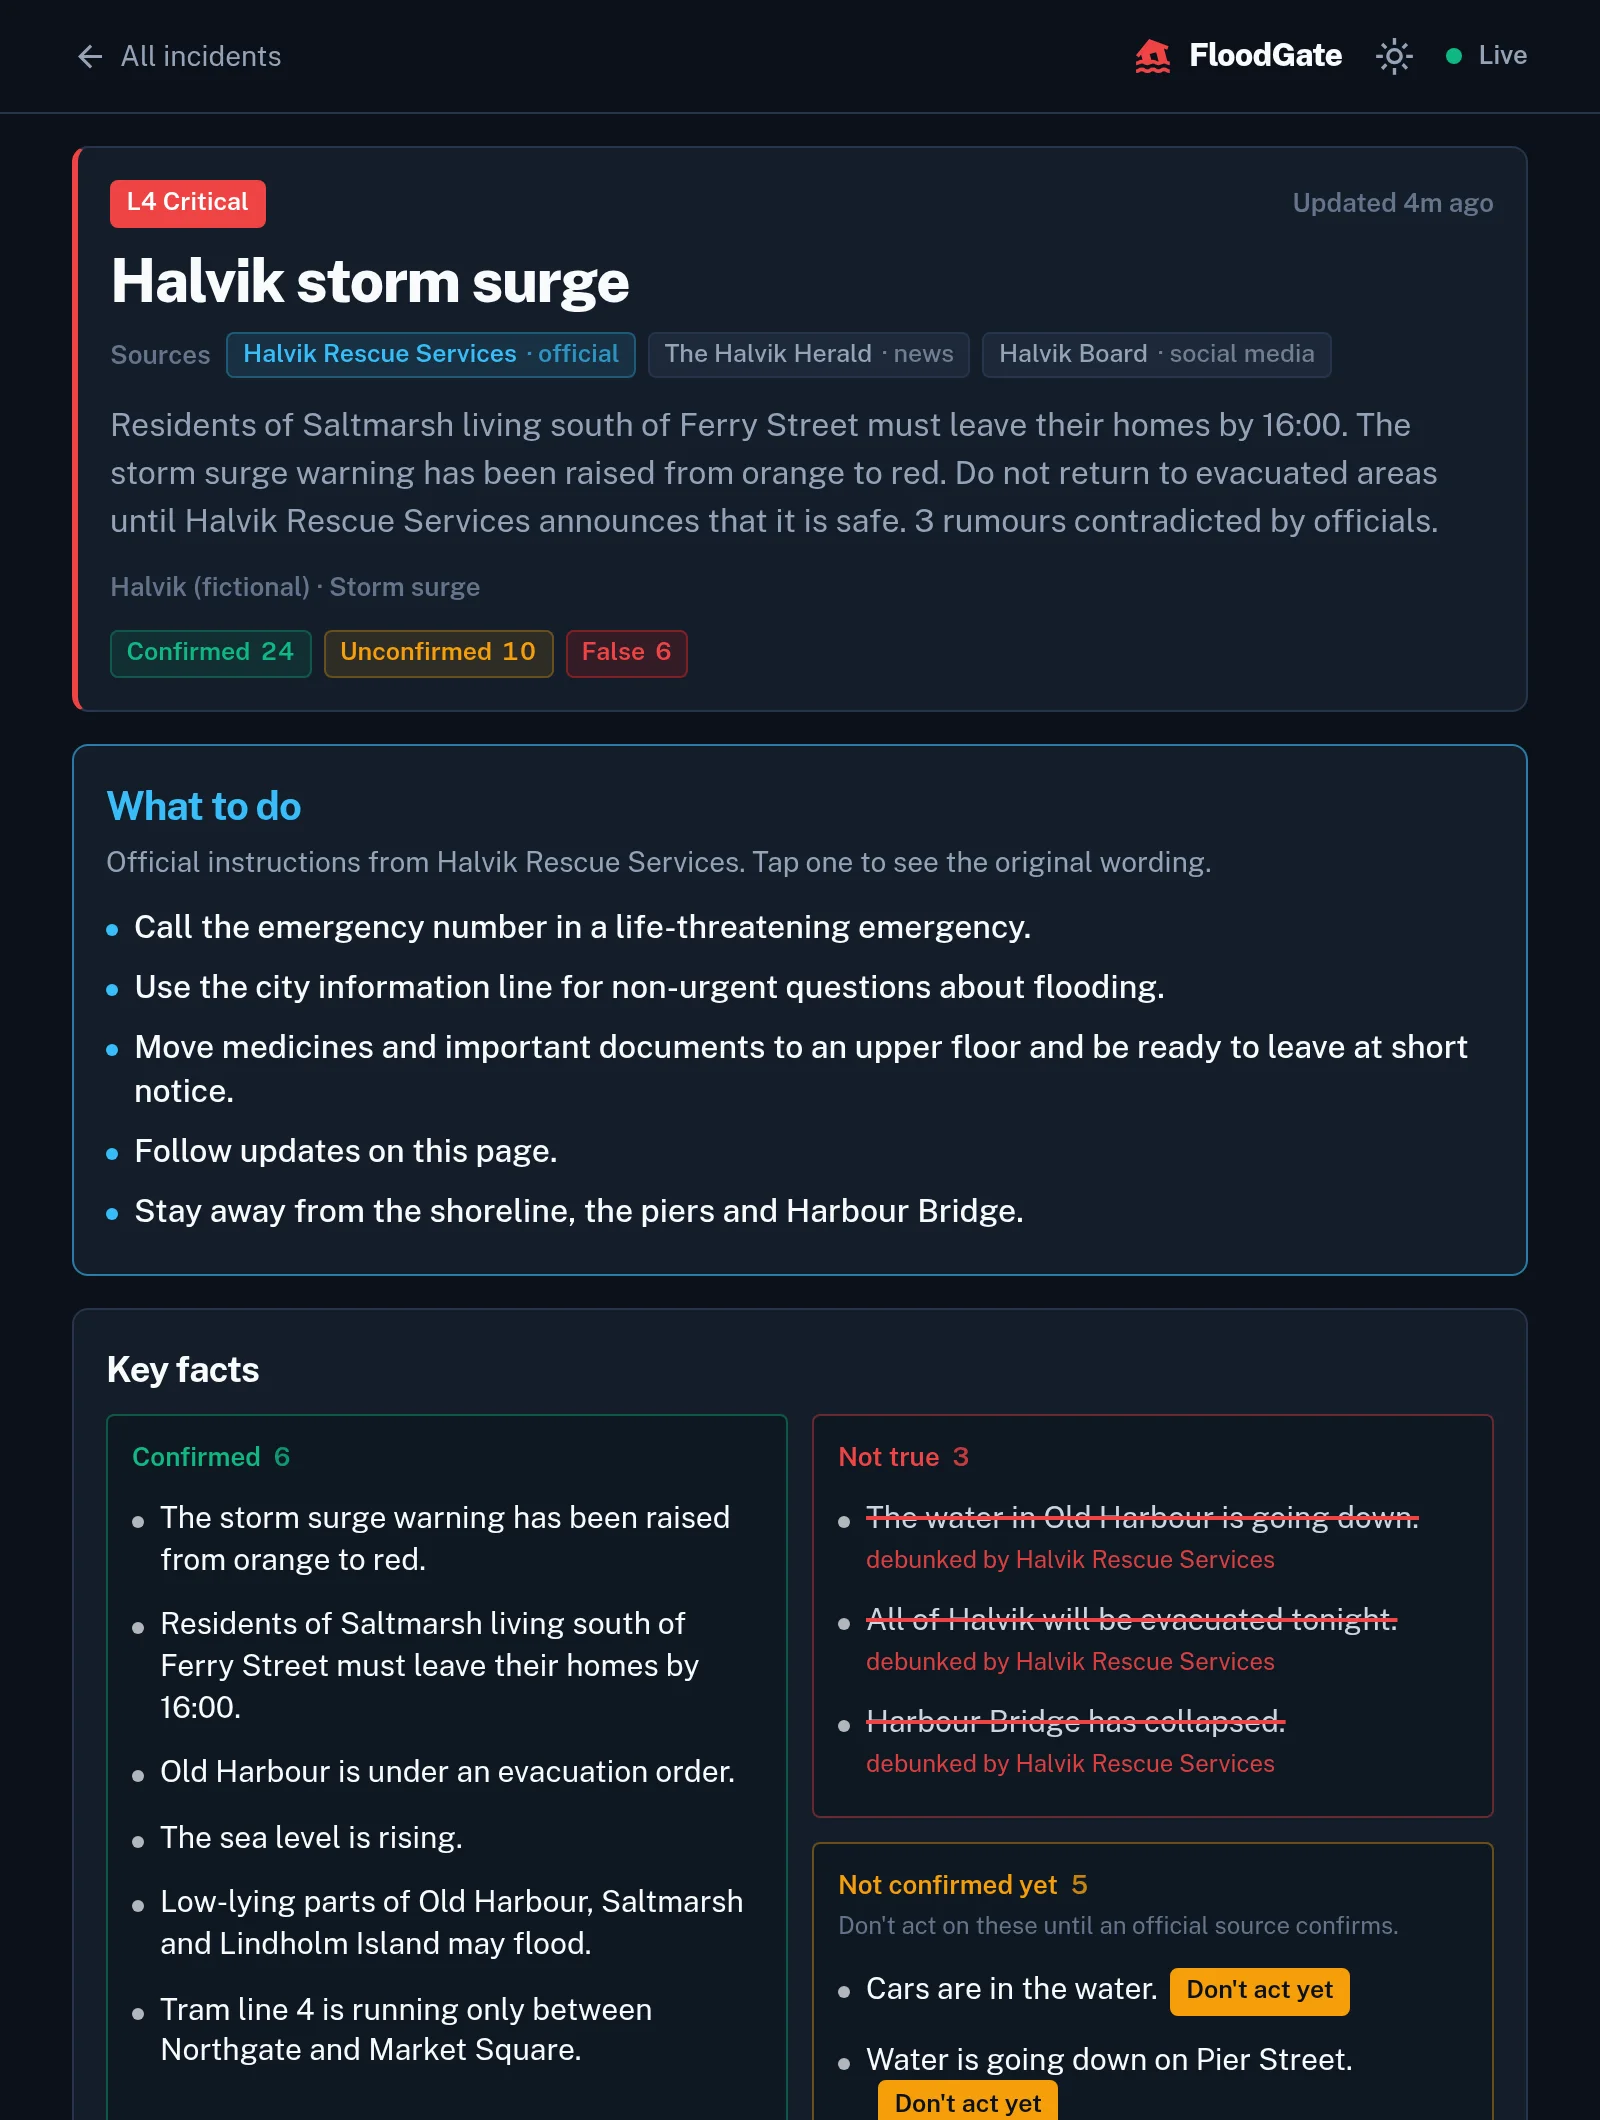 All incidents
FloodGate
Live
L4 Critical
Updated 4m ago
Halvik storm surge
Sources
Halvik Rescue Services · official
The Halvik Herald · news
Halvik Board · social media
Residents of Saltmarsh living south of Ferry Street must leave their homes by 16:00. The
storm surge warning has been raised from orange to red. Do not return to evacuated areas
until Halvik Rescue Services announces that it is safe. 3 rumours contradicted by officials.
Halvik (fictional) · Storm surge
Confirmed 24
Unconfirmed 10
False 6
What to do
Official instructions from Halvik Rescue Services. Tap one to see the original wording.
Call the emergency number in a life-threatening emergency.
Use the city information line for non-urgent questions about flooding.
Move medicines and important documents to an upper floor and be ready to leave at short
notice.
Follow updates on this page.
Stay away from the shoreline, the piers and Harbour Bridge.
Key facts
Confirmed 6
The storm surge warning has been raised
from orange to red.
Residents of Saltmarsh living south of
Ferry Street must leave their homes by
16:00.
Old Harbour is under an evacuation order.
The sea level is rising.
Low-lying parts of Old Harbour, Saltmarsh
and Lindholm Island may flood.
Tram line 4 is running only between
Northgate and Market Square.
Not true 3
The water in Old Harbour is going down.
debunked by Halvik Rescue Services
All of Halvik will be evacuated tonight.
debunked by Halvik Rescue Services
Harbour Bridge has collapsed.
debunked by Halvik Rescue Services
Not confirmed yet 5
Don't act on these until an official source confirms.
Cars are in the water.
Don't act yet
Water is going down on Pier Street.
Don't act yet